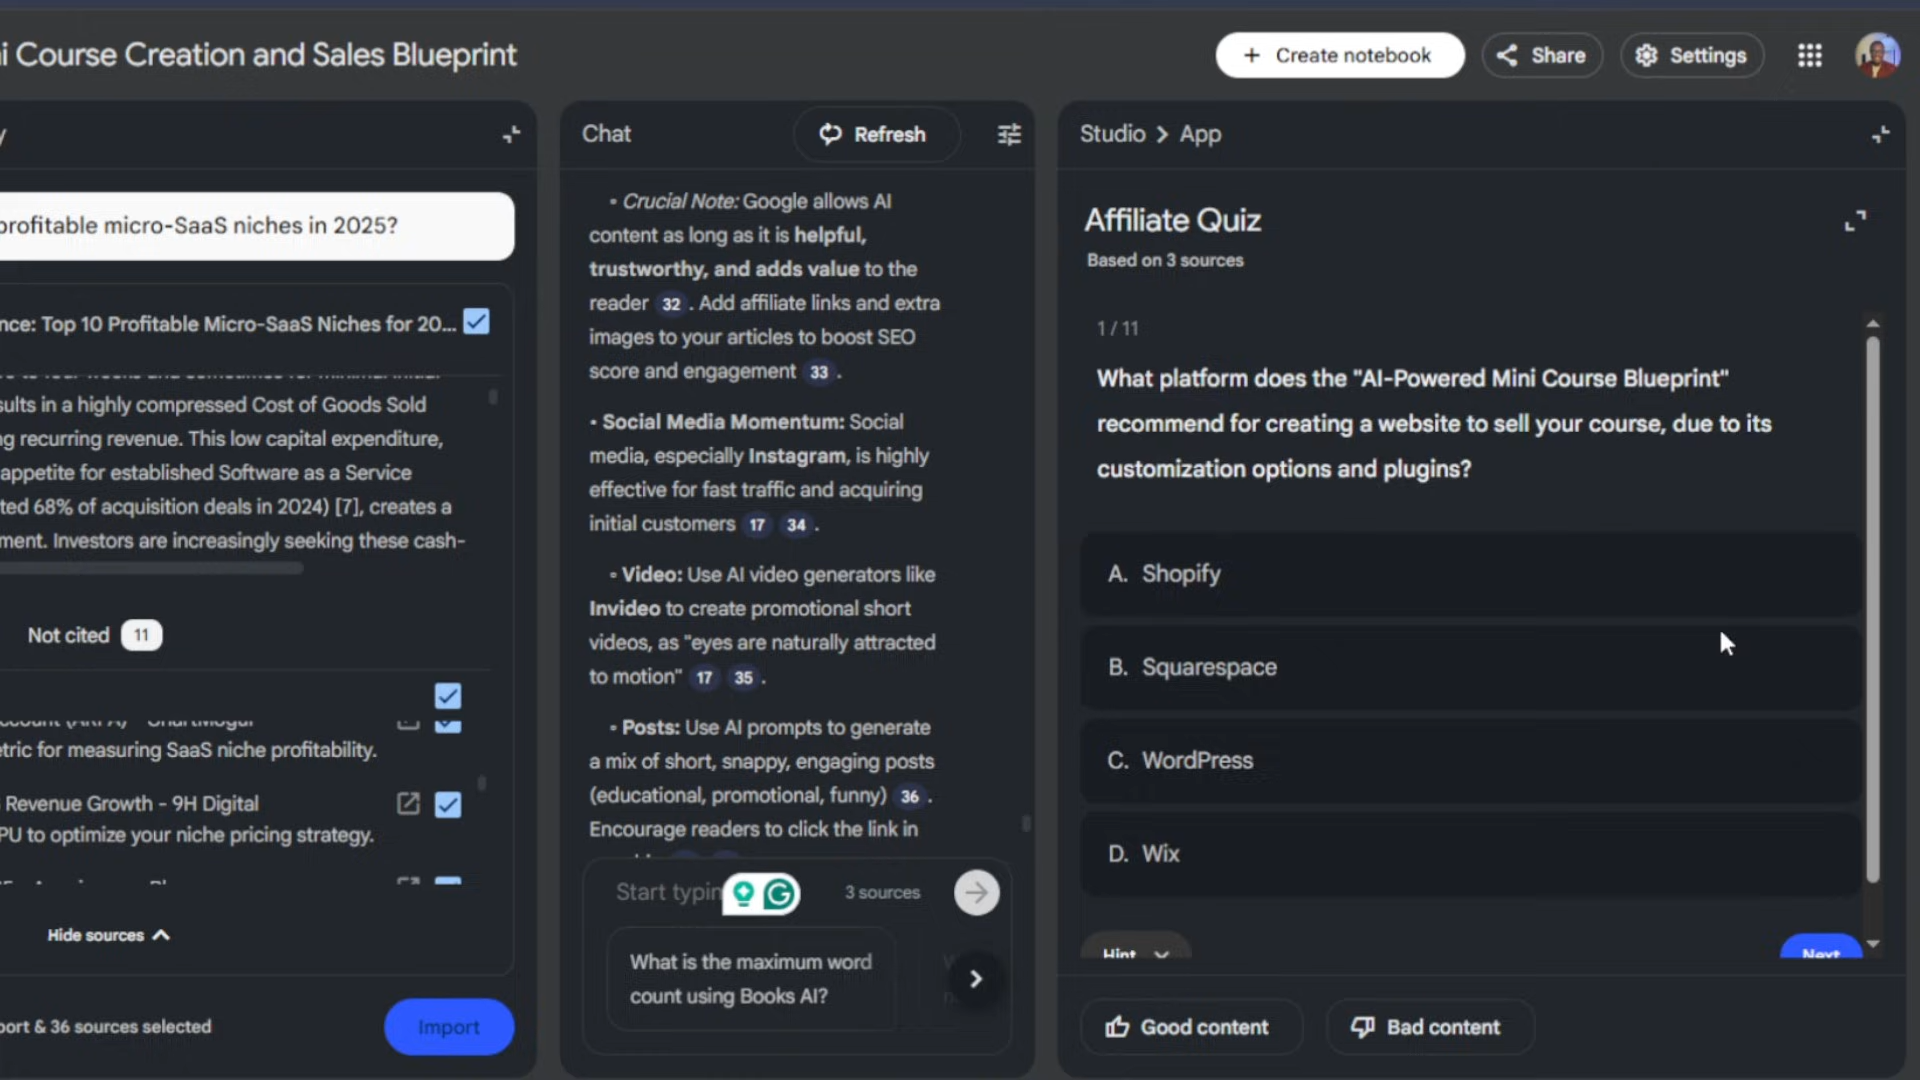 i Course Creation and Sales Blueprint
+ Create notebook
Share
Settings
y
profitable micro-SaaS niches in 2025?
nce: Top 10 Profitable Micro-SaaS Niches for 20...
sults in a highly compressed Cost of Goods Sold
ng recurring revenue. This low capital expenditure,
appetite for established Software as a Service
ted 68% of acquisition deals in 2024) [7], creates a
ment. Investors are increasingly seeking these cash-
Not cited 11
etric for measuring SaaS niche profitability.
Revenue Growth - 9H Digital
PU to optimize your niche pricing strategy.
Hide sources
port & 36 sources selected
Import
Chat
Refresh
◦ Crucial Note: Google allows AI
content as long as it is helpful,
trustworthy, and adds value to the
reader 32 . Add affiliate links and extra
images to your articles to boost SEO
score and engagement 33 .
• Social Media Momentum: Social
media, especially Instagram, is highly
effective for fast traffic and acquiring
initial customers 17 34 .
◦ Video: Use AI video generators like
Invideo to create promotional short
videos, as "eyes are naturally attracted
to motion" 17 35 .
◦ Posts: Use AI prompts to generate
a mix of short, snappy, engaging posts
(educational, promotional, funny) 36 .
Encourage readers to click the link in
Start typin
3 sources
What is the maximum word
count using Books AI?
Studio > App
Affiliate Quiz
Based on 3 sources
1 / 11
What platform does the "AI-Powered Mini Course Blueprint"
recommend for creating a website to sell your course, due to its
customization options and plugins?
A. Shopify
B. Squarespace
C. WordPress
D. Wix
Hint
Next
Good content
Bad content